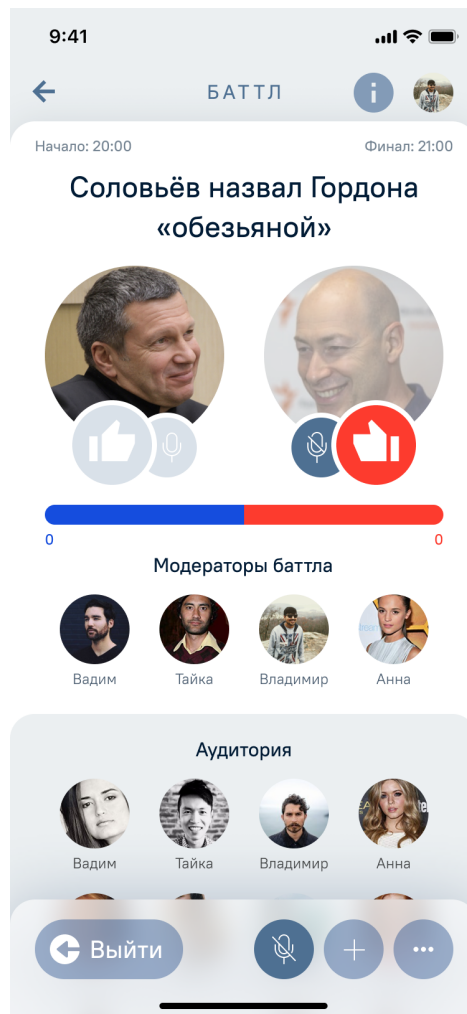 9:41
БАТТЛ
Начало: 20:00 Финал: 21:00
Соловьёв назвал Гордона
«обезьяной»
0 0
Модераторы баттла
Вадим Тайка Владимир Анна
Аудитория
Вадим Тайка Владимир Анна
Выйти